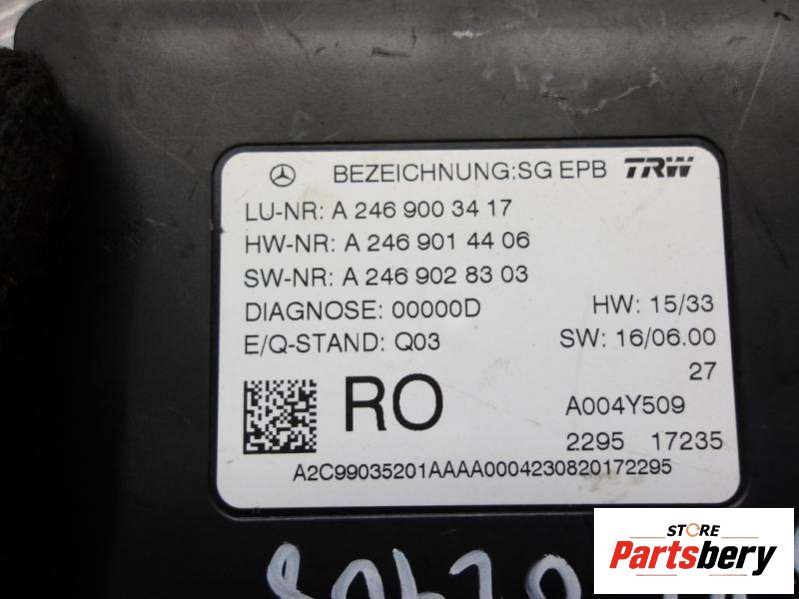 BEZEICHNUNG:SG EPB TRW
LU-NR: A 246 900 34 17
HW-NR: A 246 901 44 06
SW-NR: A 246 902 83 03
DIAGNOSE: 00000D HW: 15/33
E/Q-STAND: Q03 SW: 16/06.00
27
RO A004Y509
2295 17235
A2C99035201AAAA0004230820172295
STORE
Partsbery